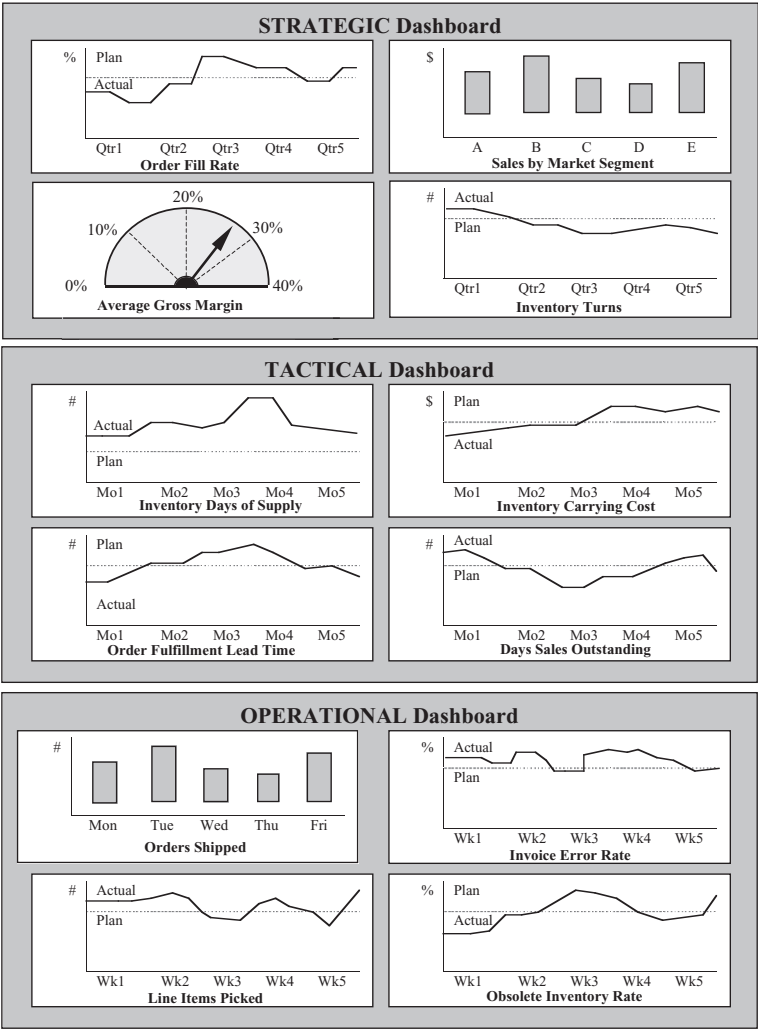 STRATEGIC Dashboard
%
Plan
Actual
Qtr1 Qtr2 Qtr3 Qtr4 Qtr5
Order Fill Rate
$
A B C D E
Sales by Market Segment
0%
10%
20%
30%
40%
Average Gross Margin
#
Actual
Plan
Qtr1 Qtr2 Qtr3 Qtr4 Qtr5
Inventory Turns
TACTICAL Dashboard
#
Actual
Plan
Mo1 Mo2 Mo3 Mo4 Mo5
Inventory Days of Supply
$
Plan
Actual
Mo1 Mo2 Mo3 Mo4 Mo5
Inventory Carrying Cost
#
Plan
Actual
Mo1 Mo2 Mo3 Mo4 Mo5
Order Fulfillment Lead Time
#
Actual
Plan
Mo1 Mo2 Mo3 Mo4 Mo5
Days Sales Outstanding
OPERATIONAL Dashboard
#
Mon Tue Wed Thu Fri
Orders Shipped
%
Actual
Plan
Wk1 Wk2 Wk3 Wk4 Wk5
Invoice Error Rate
#
Actual
Plan
Wk1 Wk2 Wk3 Wk4 Wk5
Line Items Picked
%
Plan
Actual
Wk1 Wk2 Wk3 Wk4 Wk5
Obsolete Inventory Rate